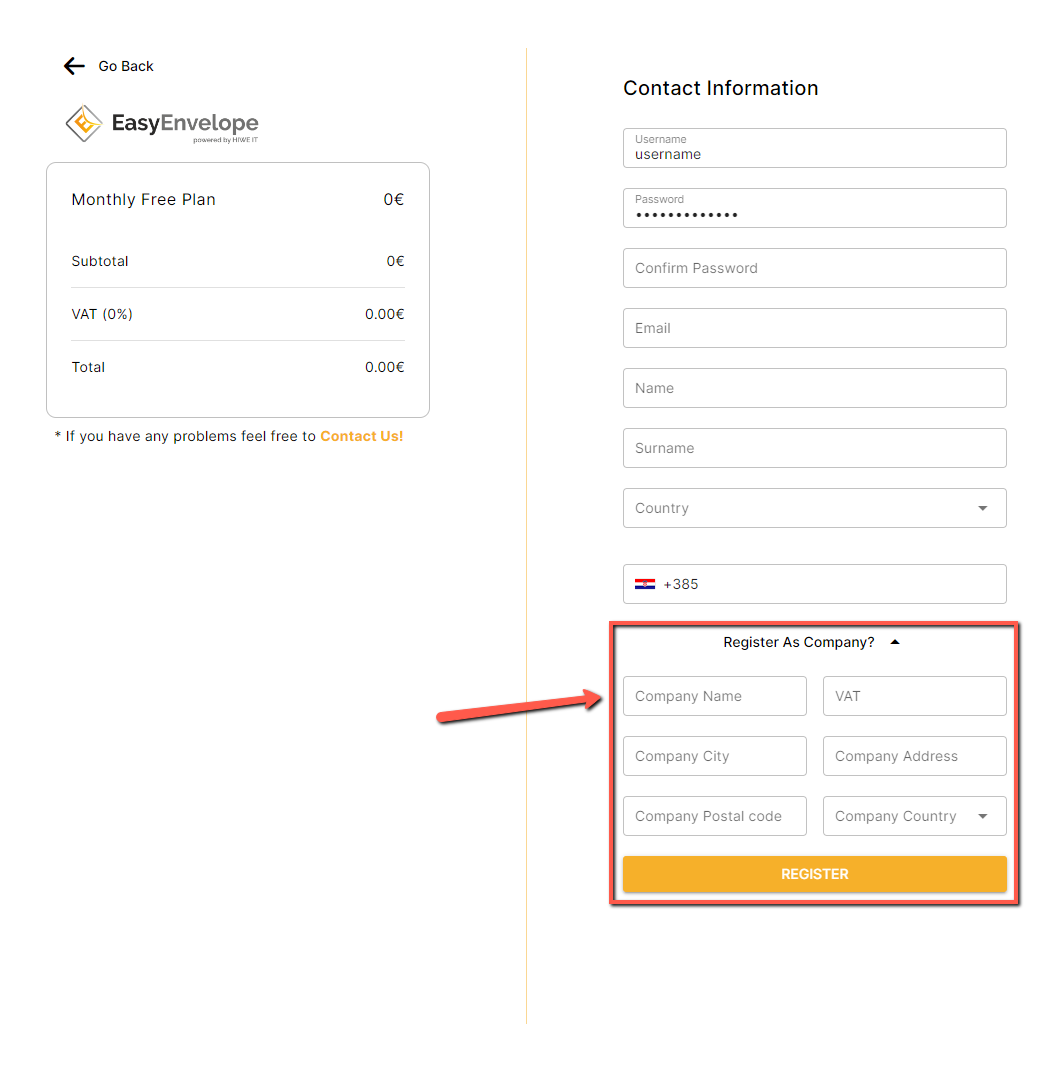 Go Back
EasyEnvelope
powered by HIWE IT
Monthly Free Plan 0€
Subtotal 0€
VAT (0%) 0.00€
Total 0.00€
* If you have any problems feel free to Contact Us!
Contact Information
Username
username
Password
•••••••••••••
Confirm Password
Email
Name
Surname
Country
+385
Register As Company?
Company Name VAT
Company City Company Address
Company Postal code Company Country
REGISTER